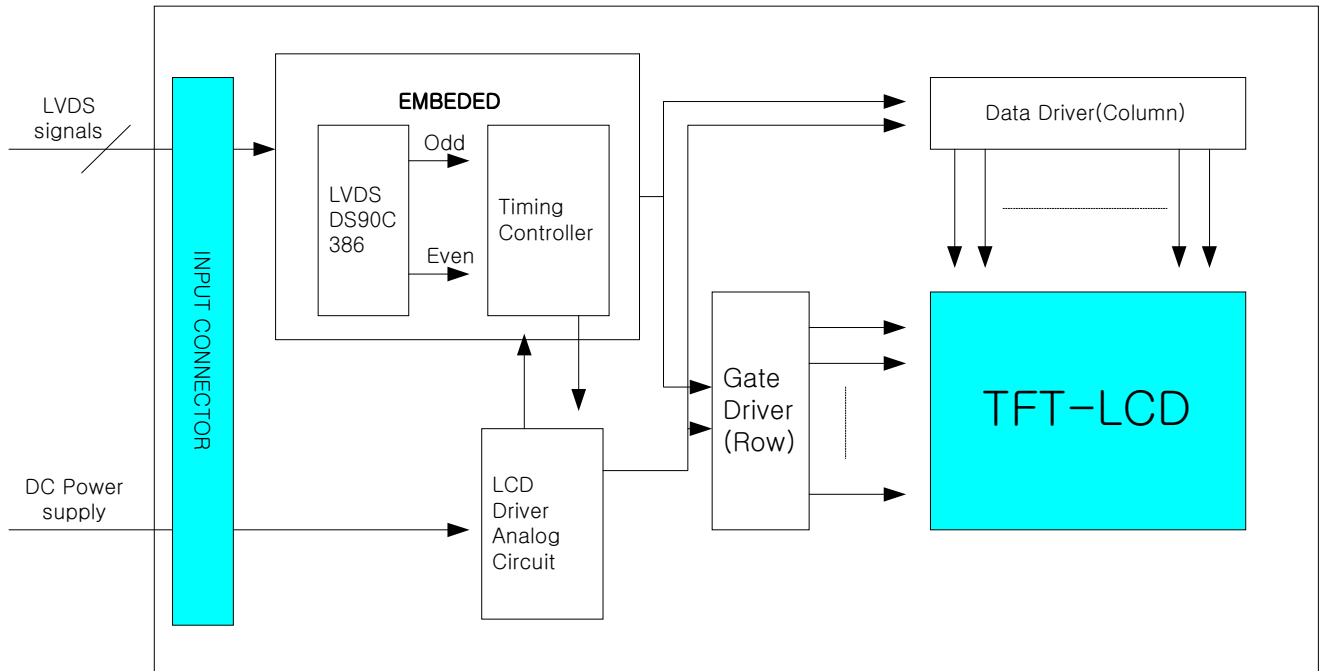 LVDS
signals
DC Power
supply
INPUT CONNECTOR
EMBEDED
LVDS
DS90C
386
Odd
Even
Timing
Controller
LCD
Driver
Analog
Circuit
Gate
Driver
(Row)
Data Driver(Column)
TFT-LCD